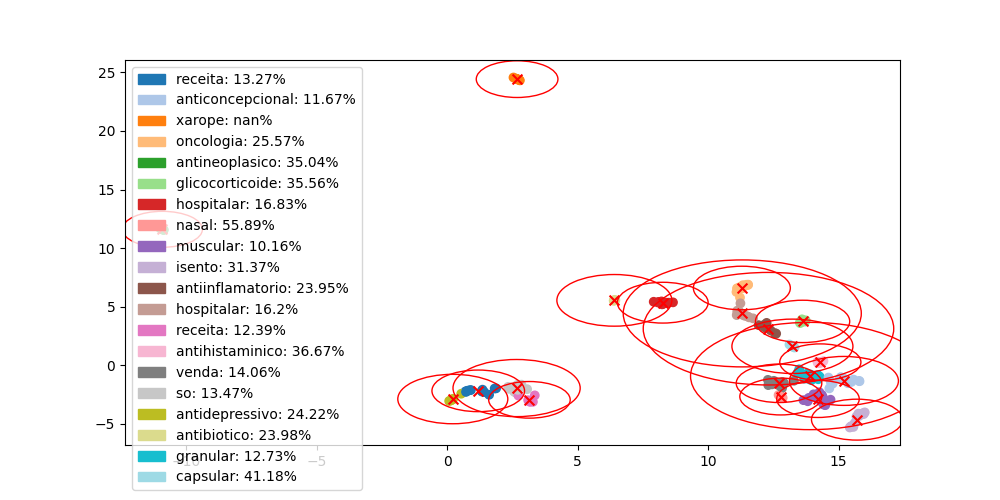 25
20
15
10
5
0
−5
−10
−5
0
5
10
15
receita: 13.27%
anticoncepcional: 11.67%
xarope: nan%
oncologia: 25.57%
antineoplasico: 35.04%
glicocorticoide: 35.56%
hospitalar: 16.83%
nasal: 55.89%
muscular: 10.16%
isento: 31.37%
antiinflamatorio: 23.95%
hospitalar: 16.2%
receita: 12.39%
antihistaminico: 36.67%
venda: 14.06%
so: 13.47%
antidepressivo: 24.22%
antibiotico: 23.98%
granular: 12.73%
capsular: 41.18%